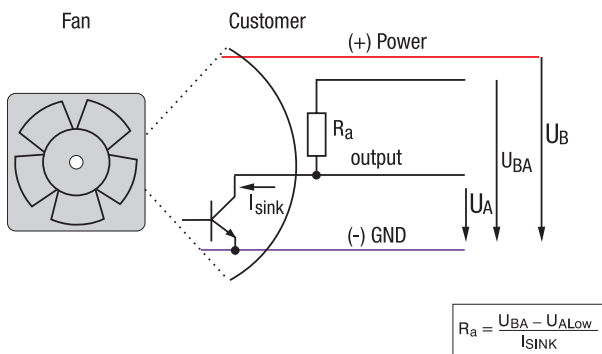 Fan
Customer
(+) Power
Ra
output
Isink
UA
UBA
UB
(-) GND
Ra = UBA – UALow
ISINK